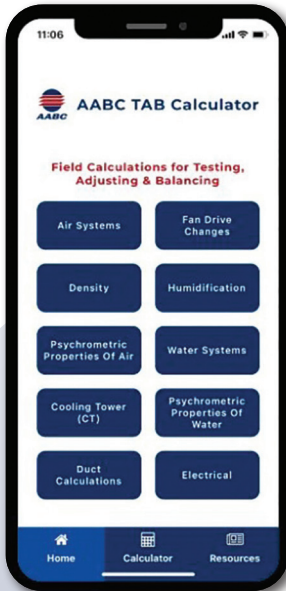 11:06
AABC
AABC TAB Calculator
Field Calculations for Testing,
Adjusting & Balancing
Air Systems
Fan Drive
Changes
Density
Humidification
Psychrometric
Properties Of Air
Water Systems
Cooling Tower
(CT)
Psychrometric
Properties Of
Water
Duct
Calculations
Electrical
Home
Calculator
Resources